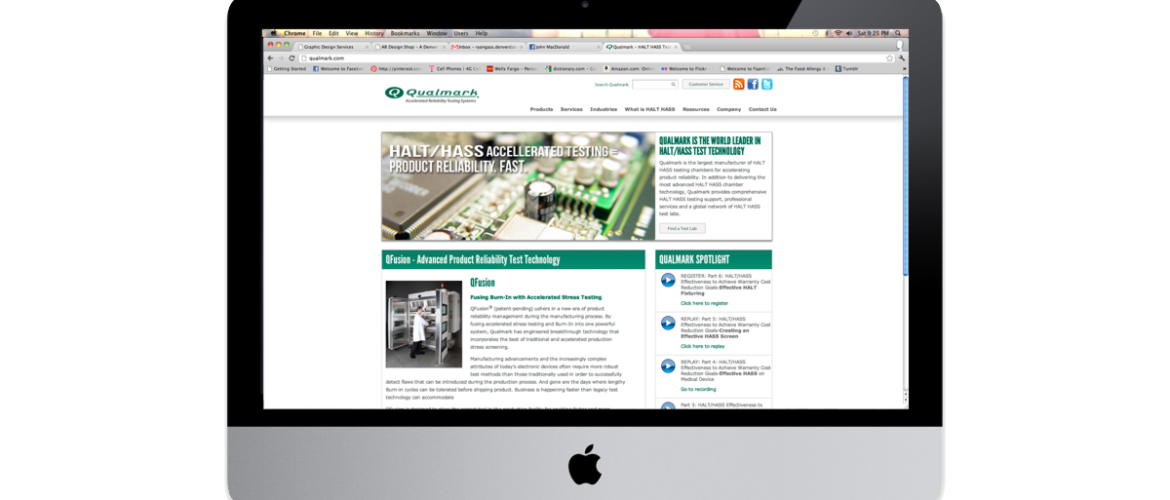 Chrome File Edit View History Bookmarks Window Users Help Sat 9:25 PM
Graphic Design Services AB Design Shop - A Denver John MacDonald Qualmark - HALT HASS
qualmark.com
Getting Started Welcome to Facebo Cell Phones | 4G Wells Fargo - Person dictionary.com Amazon.com: Onlin Welcome to Flickr Welcome to The Food Allergy Tumblr
Search Qualmark Customer Service
Qualmark
Accelerated Reliability Testing Systems
Products Services Industries What is HALT HASS Resources Company Contact Us
HALT/HASS ACCELLERATED TESTING =
PRODUCT RELIABILITY. FAST.
QUALMARK IS THE WORLD LEADER IN
HALT/HASS TEST TECHNOLOGY
Qualmark is the largest manufacturer of HALT
HASS testing chambers for accelerating
product reliability. In addition to delivering the
most advanced HALT HASS chamber
technology, Qualmark provides comprehensive
HALT HASS testing support, professional
services and a global network of HALT HASS
test labs.
Find a Test Lab
QFusion - Advanced Product Reliability Test Technology
QFusion
Fusing Burn-In with Accelerated Stress Testing
QFusion® (patent-pending) ushers in a new era of product
reliability management during the manufacturing process. By
fusing accelerated stress testing and Burn-In into one powerful
system, Qualmark has engineered breakthrough technology that
incorporates the best of traditional and accelerated production
stress screening.
Manufacturing advancements and the increasingly complex
attributes of today's electronic devices often require more robust
test methods than those traditionally used in order to successfully
detect flaws that can be introduced during the production process. And gone are the days where lengthy
Burn-in cycles can be tolerated before shipping product. Business is happening faster than legacy test
technology can accommodate
QUALMARK SPOTLIGHT
REGISTER: Part 6: HALT/HASS
Effectiveness to Achieve Warranty Cost
Reduction Goals-Effective HALT
Fixturing
Click here to register
REPLAY: Part 5: HALT/HASS
Effectiveness to Achieve Warranty Cost
Reduction Goals-Creating an
Effective HASS Screen
Click here to replay
REPLAY: Part 4: HALT/HASS
Effectiveness to Achieve Warranty Cost
Reduction Goals-Effective HASS on
Medical Device
Go to recording
Part 3: HALT/HASS Effectiveness to